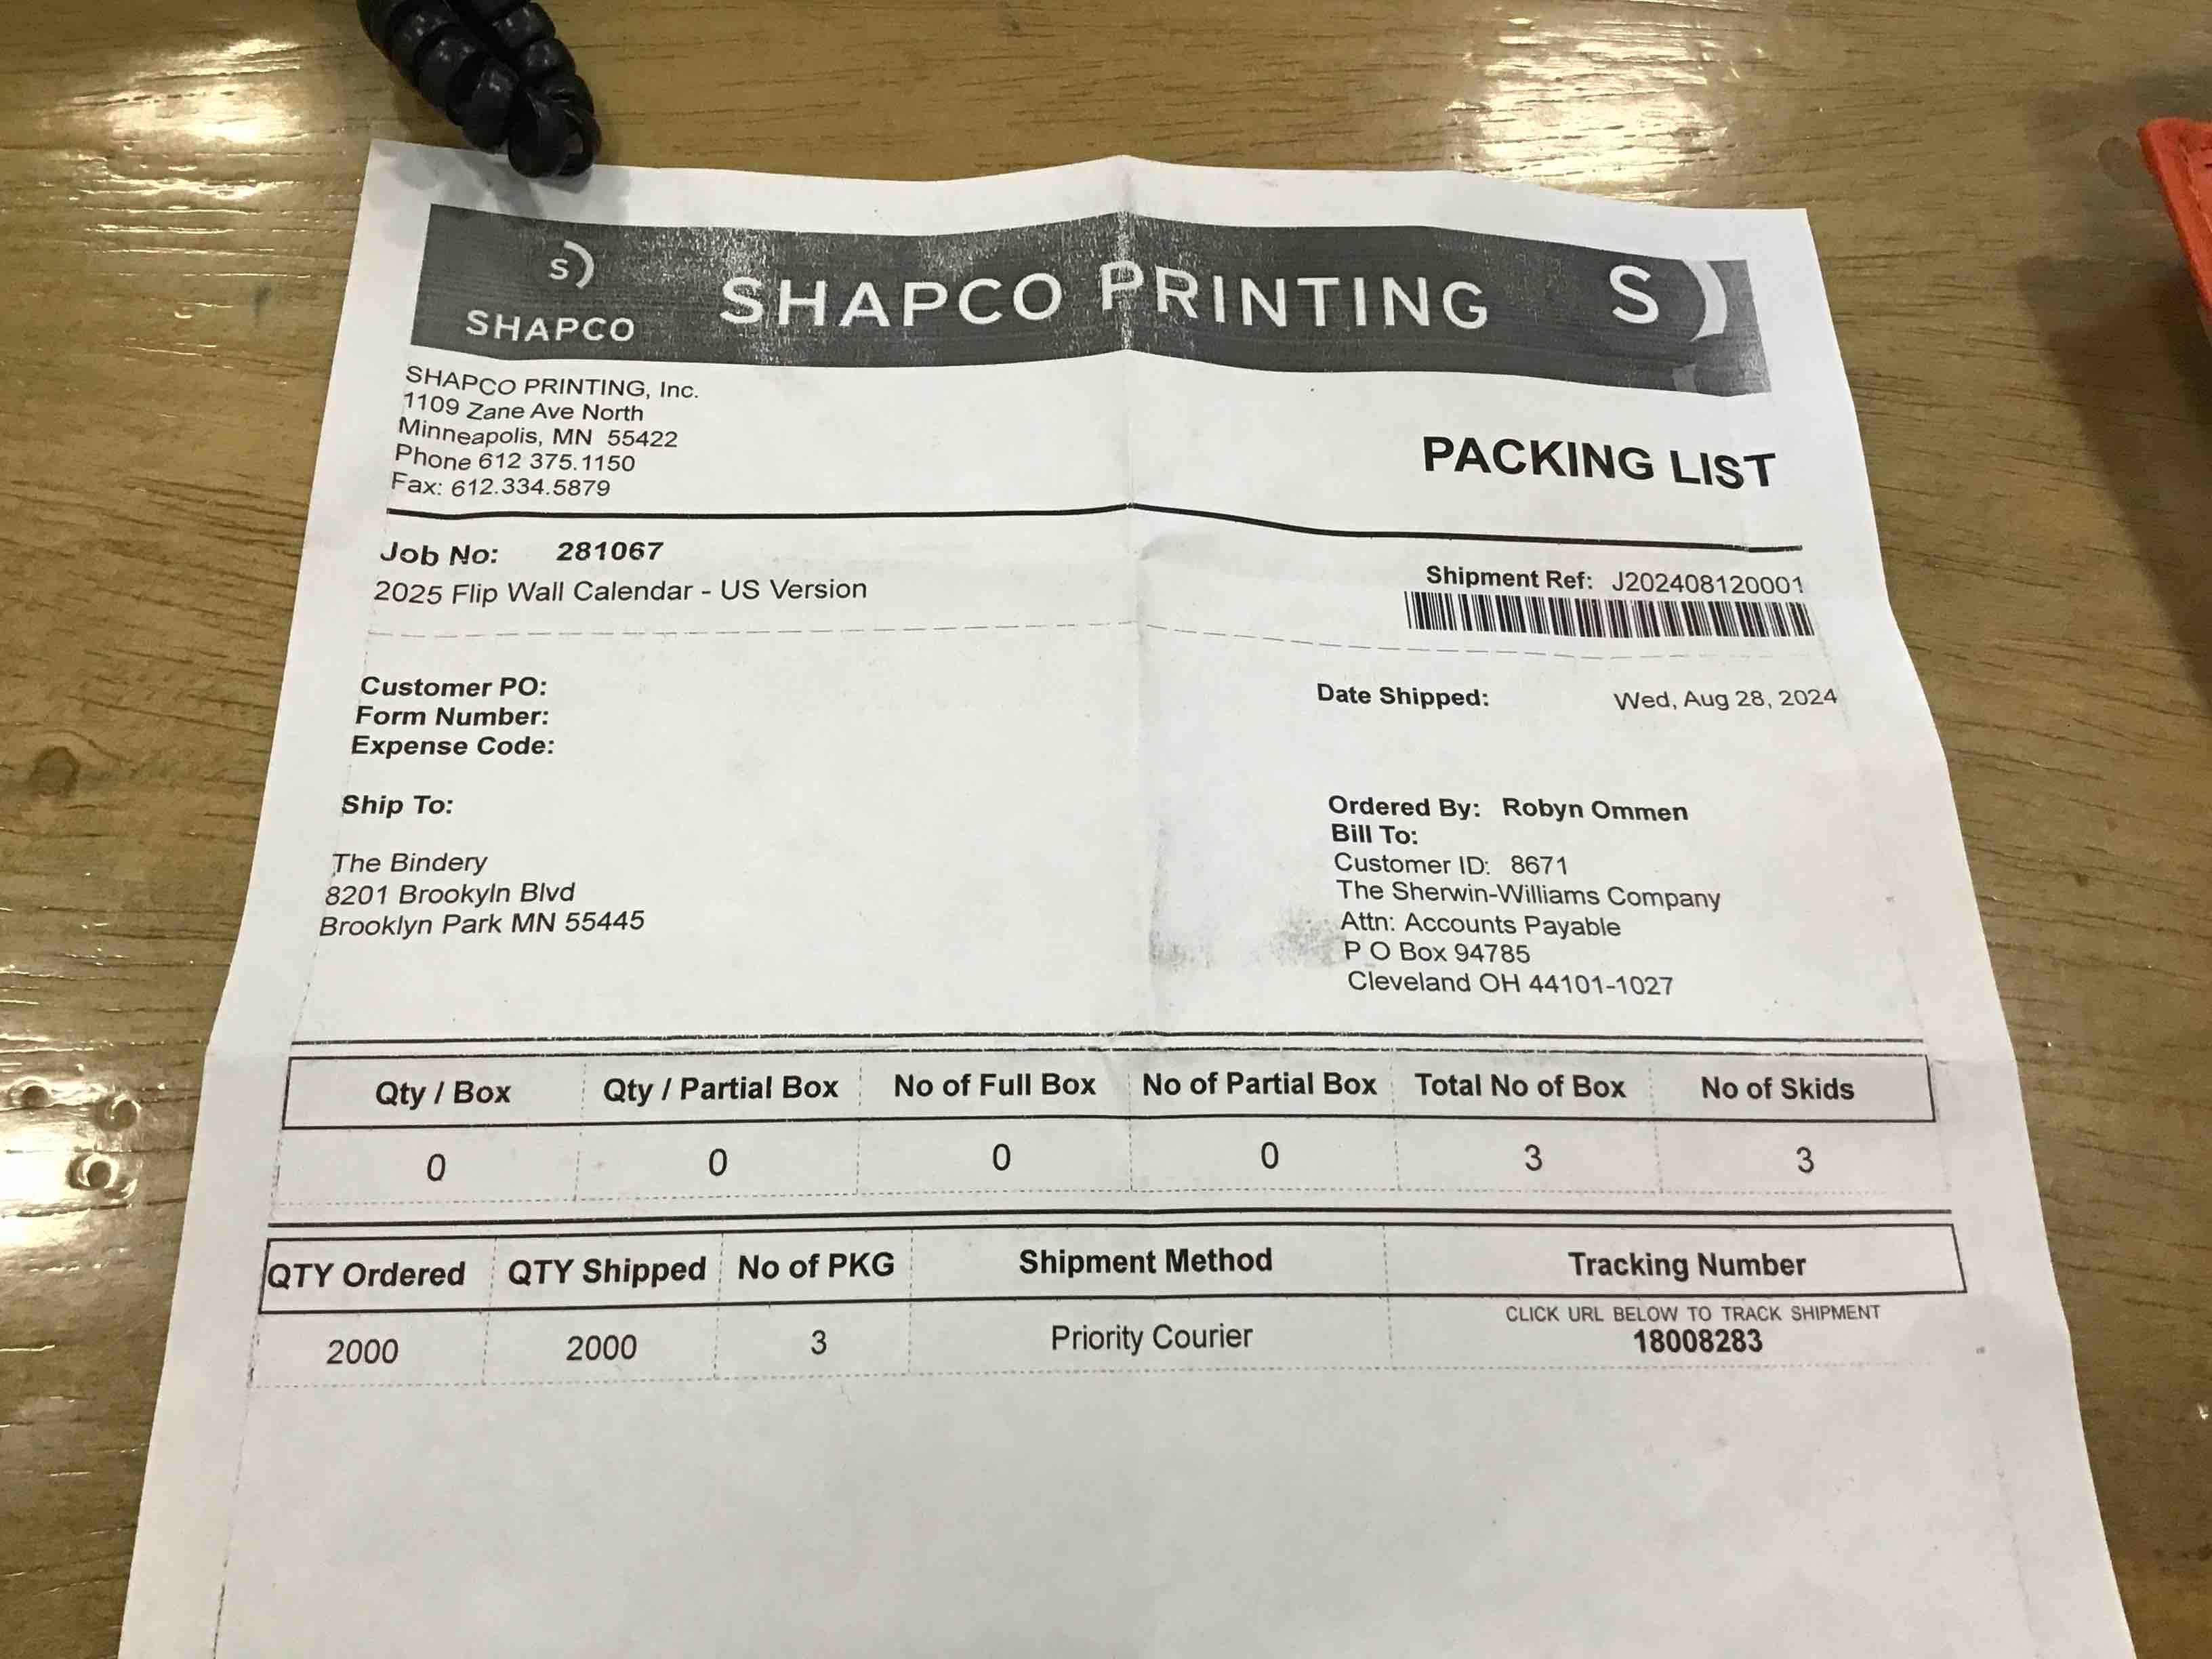 S)
SHAPCO
SHAPCO PRINTING
S)
SHAPCO PRINTING, Inc.
1109 Zane Ave North
Minneapolis, MN 55422
Phone 612 375.1150
Fax: 612.334.5879
PACKING LIST
Job No: 281067
2025 Flip Wall Calendar - US Version
Shipment Ref: J202408120001
Customer PO:
Form Number:
Expense Code:
Date Shipped: Wed, Aug 28, 2024
Ship To:
The Bindery
8201 Brookyln Blvd
Brooklyn Park MN 55445
Ordered By: Robyn Ommen
Bill To:
Customer ID: 8671
The Sherwin-Williams Company
Attn: Accounts Payable
P O Box 94785
Cleveland OH 44101-1027
Qty / Box Qty / Partial Box No of Full Box No of Partial Box Total No of Box No of Skids
0 0 0 0 3 3
QTY Ordered QTY Shipped No of PKG Shipment Method Tracking Number
CLICK URL BELOW TO TRACK SHIPMENT
2000 2000 3 Priority Courier 18008283